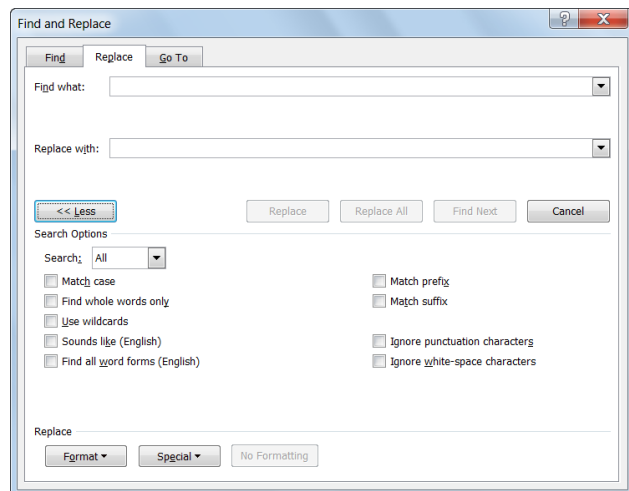 Find and Replace
Find Replace Go To
Find what:
Replace with:
<< Less Replace Replace All Find Next Cancel
Search Options
Search: All
Match case Match prefix
Find whole words only Match suffix
Use wildcards
Sounds like (English) Ignore punctuation characters
Find all word forms (English) Ignore white-space characters
Replace
Format Special No Formatting